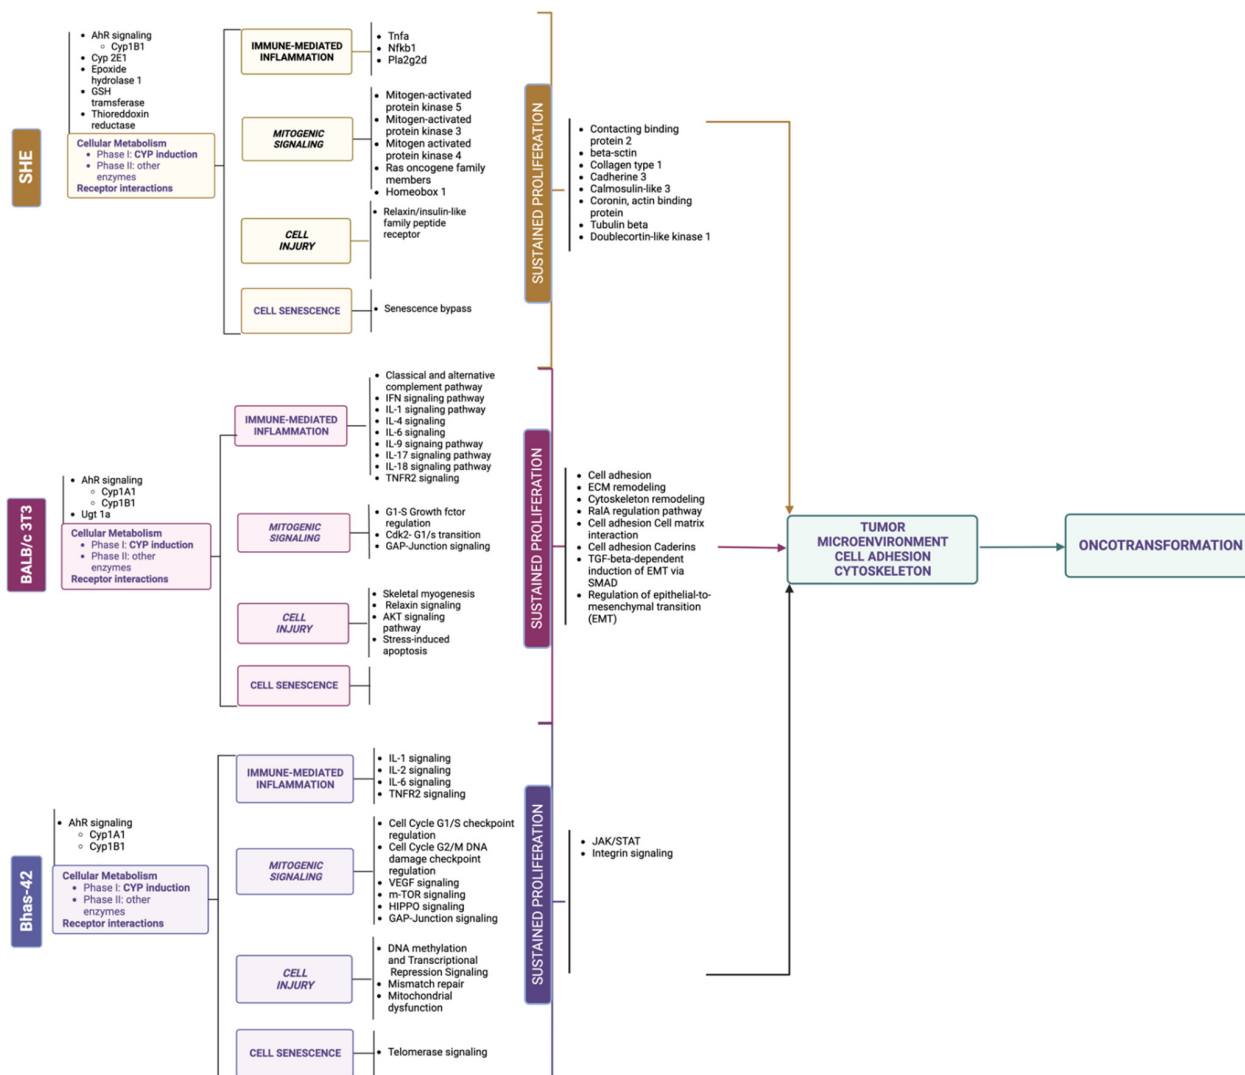 SHE
AhR signaling
Cyp1B1
Cyp 2E1
Epoxide
hydrolase 1
GSH
tramsferase
Thioreddoxin
reductase
Cellular Metabolism
Phase I: CYP induction
Phase II: other
enzymes
Receptor interactions
IMMUNE-MEDIATED
INFLAMMATION
Tnfa
Nfkb1
Pla2g2d
MITOGENIC
SIGNALING
Mitogen-activated
protein kinase 5
Mitogen-activated
protein kinase 3
Mitogen activated
protein kinase 4
Ras oncogene family
members
Homeobox 1
CELL
INJURY
Relaxin/insulin-like
family peptide
receptor
CELL SENESCENCE
Senescence bypass
SUSTAINED PROLIFERATION
Contacting binding
protein 2
beta-sctin
Collagen type 1
Cadherine 3
Calmosulin-like 3
Coronin, actin binding
protein
Tubulin beta
Doublecortin-like kinase 1
BALB/c 3T3
AhR signaling
Cyp1A1
Cyp1B1
Ugt 1a
Cellular Metabolism
Phase I: CYP induction
Phase II: other
enzymes
Receptor interactions
IMMUNE-MEDIATED
INFLAMMATION
Classical and alternative
complement pathway
IFN signaling pathway
IL-1 signaling pathway
IL-4 signaling
IL-6 signaling
IL-9 signaing pathway
IL-17 signaling pathway
IL-18 signaling pathway
TNFR2 signaling
MITOGENIC
SIGNALING
G1-S Growth fctor
regulation
Cdk2- G1/s transition
GAP-Junction signaling
CELL
INJURY
Skeletal myogenesis
Relaxin signaling
AKT signaling
pathway
Stress-induced
apoptosis
CELL SENESCENCE
SUSTAINED PROLIFERATION
Cell adhesion
ECM remodeling
Cytoskeleton remodeling
RalA regulation pathway
Cell adhesion Cell matrix
interaction
Cell adhesion Caderins
TGF-beta-dependent
induction of EMT via
SMAD
Regulation of epithelial-to-
mesenchymal transition
(EMT)
TUMOR
MICROENVIRONMENT
CELL ADHESION
CYTOSKELETON
ONCOTRANSFORMATION
Bhas-42
AhR signaling
Cyp1A1
Cyp1B1
Cellular Metabolism
Phase I: CYP induction
Phase II: other
enzymes
Receptor interactions
IMMUNE-MEDIATED
INFLAMMATION
IL-1 signaling
IL-2 signaling
IL-6 signaling
TNFR2 signaling
MITOGENIC
SIGNALING
Cell Cycle G1/S checkpoint
regulation
Cell Cycle G2/M DNA
damage checkpoint
regulation
VEGF signaling
m-TOR signaling
HIPPO signaling
GAP-Junction signaling
CELL
INJURY
DNA methylation
and Transcriptional
Repression Signaling
Mismatch repair
Mitochondrial
dysfunction
CELL SENESCENCE
Telomerase signaling
SUSTAINED PROLIFERATION
JAK/STAT
Integrin signaling